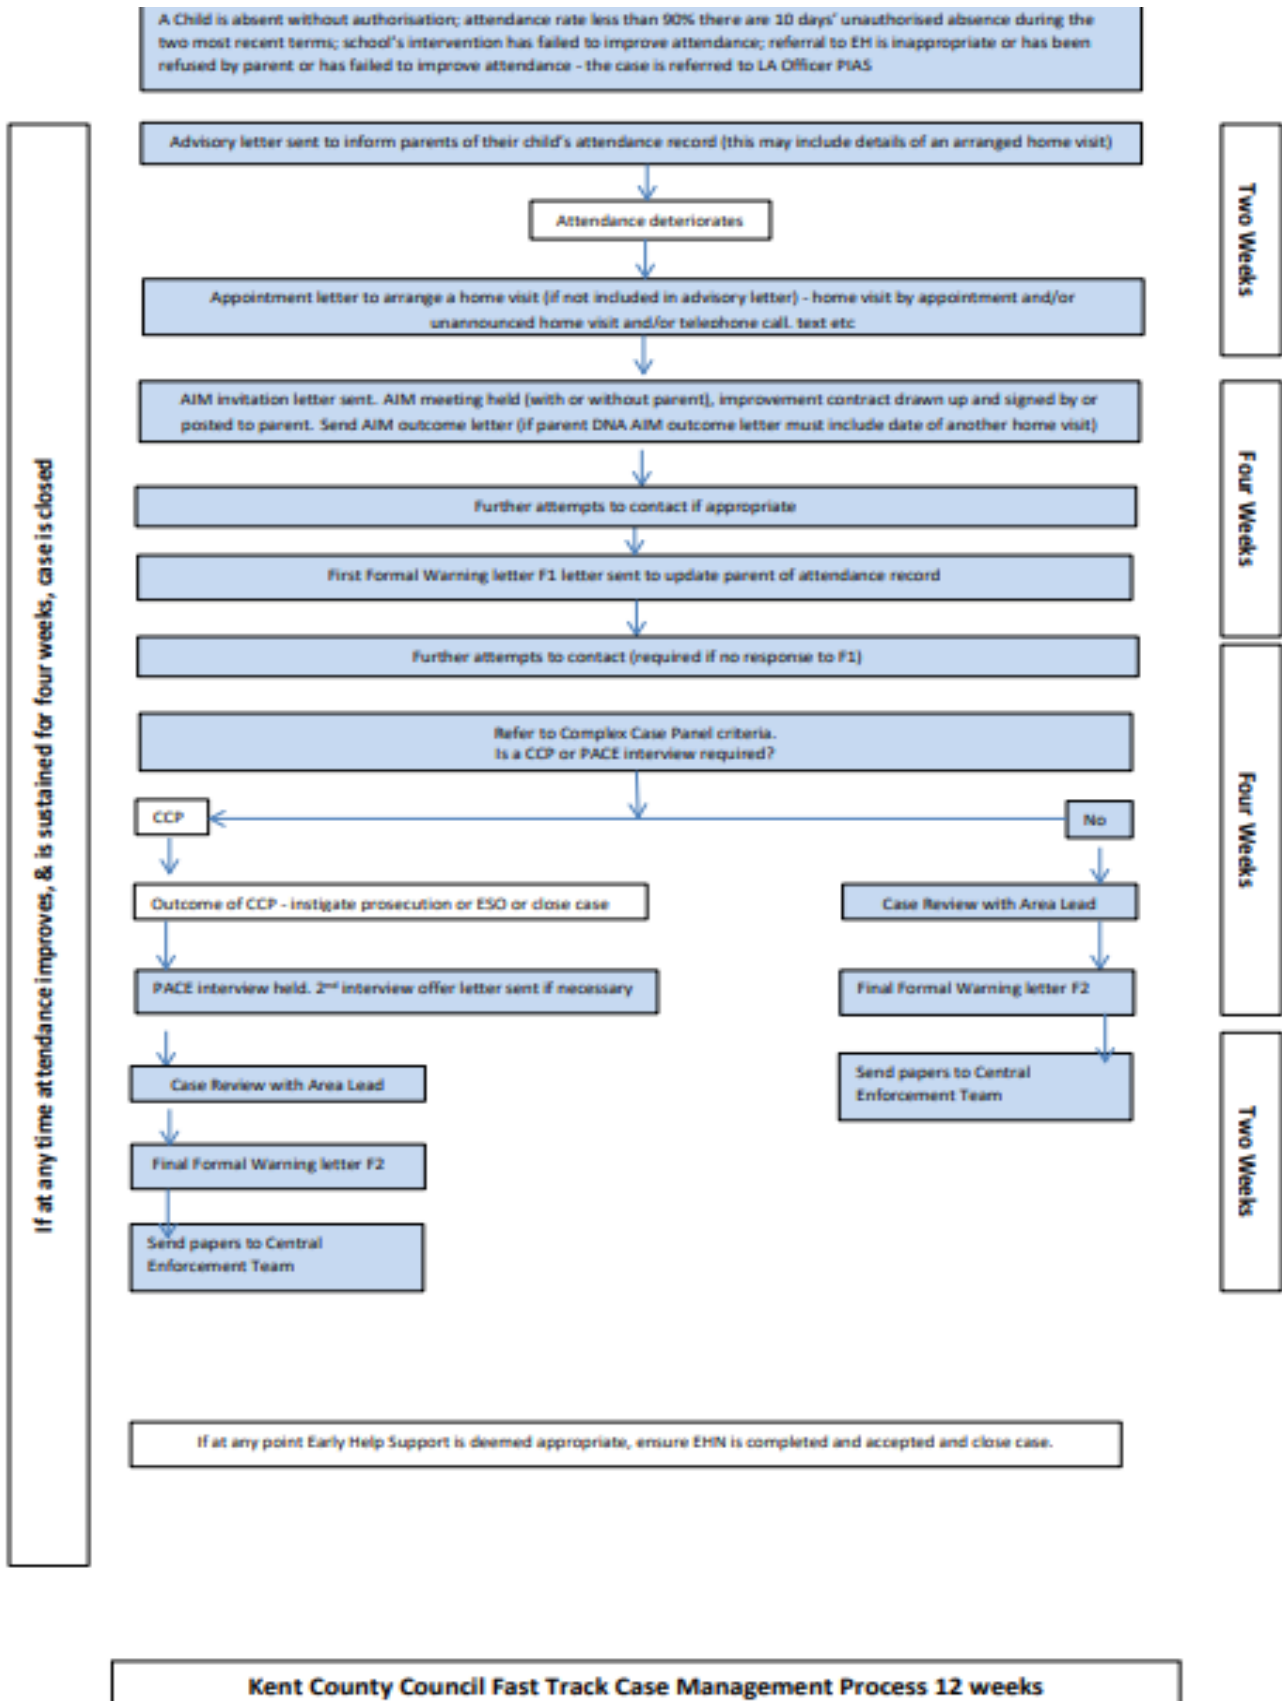 A Child is absent without authorisation; attendance rate less than 90% there are 10 days' unauthorised absence during the
two most recent terms; school's intervention has failed to improve attendance; referral to EH is inappropriate or has been
refused by parent or has failed to improve attendance - the case is referred to LA Officer PIAS
If at any time attendance improves, & is sustained for four weeks, case is closed
Advisory letter sent to inform parents of their child's attendance record (this may include details of an arranged home visit)
Attendance deteriorates
Appointment letter to arrange a home visit (if not included in advisory letter) - home visit by appointment and/or
unannounced home visit and/or telephone call. text etc
Two Weeks
AIM invitation letter sent. AIM meeting held (with or without parent), improvement contract drawn up and signed by or
posted to parent. Send AIM outcome letter (if parent DNA AIM outcome letter must include date of another home visit)
Further attempts to contact if appropriate
First Formal Warning letter F1 letter sent to update parent of attendance record
Four Weeks
Further attempts to contact (required if no response to F1)
Refer to Complex Case Panel criteria.
Is a CCP or PACE interview required?
CCP
No
Outcome of CCP - instigate prosecution or ESO or close case
Case Review with Area Lead
PACE interview held. 2nd interview offer letter sent if necessary
Final Formal Warning letter F2
Four Weeks
Case Review with Area Lead
Send papers to Central
Enforcement Team
Final Formal Warning letter F2
Send papers to Central
Enforcement Team
Two Weeks
If at any point Early Help Support is deemed appropriate, ensure EHN is completed and accepted and close case.
Kent County Council Fast Track Case Management Process 12 weeks